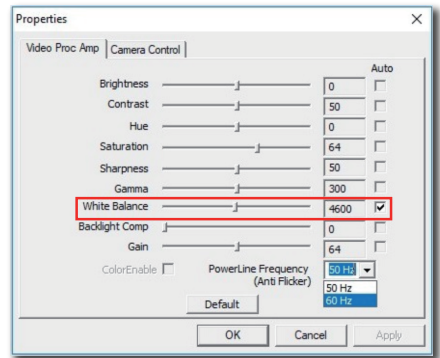 Properties
Video Proc Amp Camera Control
Auto
Brightness 0
Contrast 50
Hue 0
Saturation 64
Sharpness 50
Gamma 300
White Balance 4600
Backlight Comp 0
Gain 64
ColorEnable PowerLine Frequency 50 Hz
(Anti Flicker)
50 Hz
60 Hz
Default
OK Cancel Apply